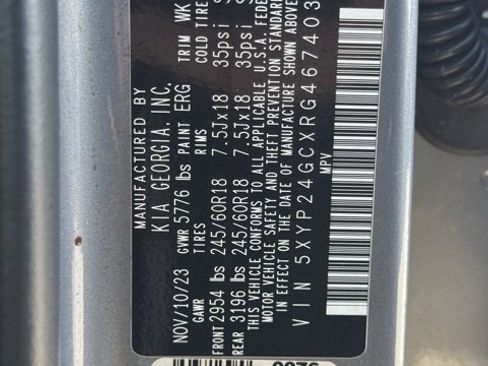 MANUFACTURED BY
KIA GEORGIA, INC.
NOV/10/23 GVWR 5776 lbs PAINT ERG TRIM WK
GAWR TIRES RIMS COLD TIRE
FRONT 2954 lbs 245/60R18 7.5Jx18 35psi
REAR 3196 lbs 245/60R18 7.5Jx18 35psi
THIS VEHICLE CONFORMS TO ALL APPLICABLE U.S.A. FEDE
MOTOR VEHICLE SAFETY AND THEFT PREVENTION STANDARD
IN EFFECT ON THE DATE OF MANUFACTURE SHOWN ABOVE
VIN 5XYP24GCXRG467403
MPV